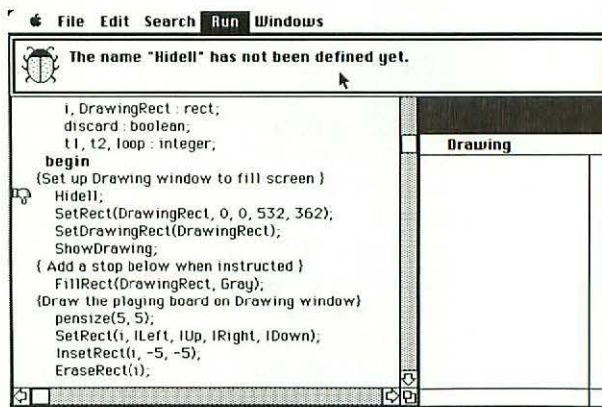 File Edit Search Run Windows
The name "Hidell" has not been defined yet.
i, DrawingRect : rect;
discard : boolean;
t1, t2, loop : integer;
begin
{Set up Drawing window to fill screen }
Hidell;
SetRect(DrawingRect, 0, 0, 532, 362);
SetDrawingRect(DrawingRect);
ShowDrawing;
{ Add a stop below when instructed }
FillRect(DrawingRect, Gray);
{Draw the playing board on Drawing window}
pensize(5, 5);
SetRect(i, lLeft, lUp, lRight, lDown);
InsetRect(i, -5, -5);
EraseRect(i);
Drawing